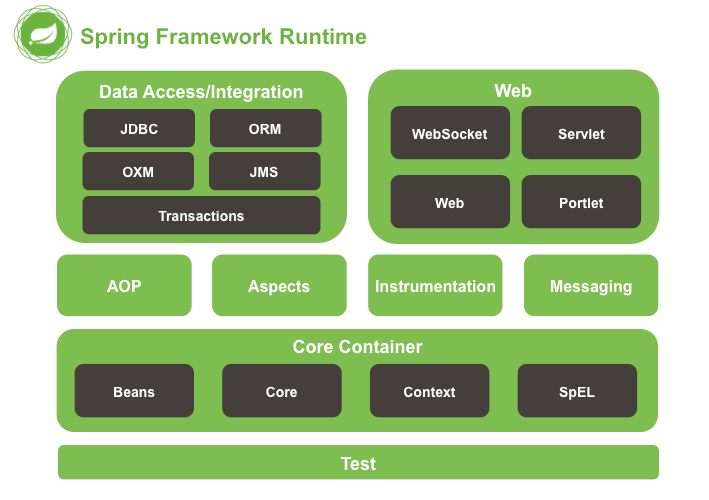 Spring Framework Runtime
Data Access/Integration
JDBC
ORM
OXM
JMS
Transactions
Web
WebSocket
Servlet
Web
Portlet
AOP
Aspects
Instrumentation
Messaging
Core Container
Beans
Core
Context
SpEL
Test